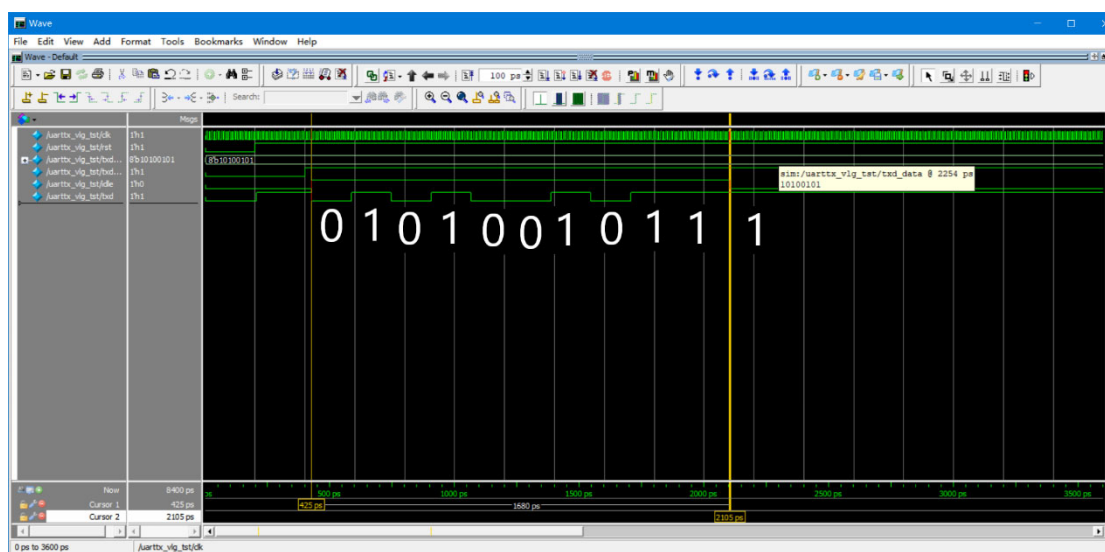 Wave
File Edit View Add Format Tools Bookmarks Window Help
Wave - Default
100 ps
Search:
Msgs
/uarttx_vlg_tst/clk 1'h1
/uarttx_vlg_tst/rst 1'h1
/uarttx_vlg_tst/txd... 8'b10100101 8'b10100101
/uarttx_vlg_tst/txd... 1'h1
/uarttx_vlg_tst/idle 1'h0
/uarttx_vlg_tst/txd 1'h1
sim:/uarttx_vlg_tst/txd_data @ 2254 ps
10100101
0 1 0 1 0 0 1 0 1 1 1 1
Now 8400 ps ps 500 ps 1000 ps 1500 ps 2000 ps 2500 ps 3000 ps 3500 ps
Cursor 1 425 ps 425 ps 1680 ps
Cursor 2 2105 ps 2105 ps
0 ps to 3600 ps /uarttx_vlg_tst/clk